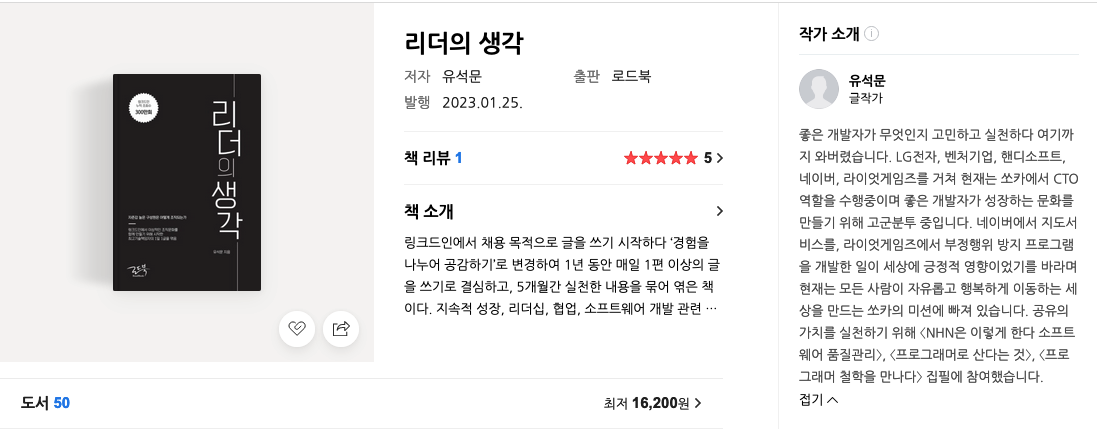 리더의 생각
저자 유석문 출판 로드북
발행 2023.01.25.
책 리뷰 1
5
책 소개
링크드인에서 채용 목적으로 글을 쓰기 시작하다 '경험을
나누어 공감하기'로 변경하여 1년 동안 매일 1편 이상의 글
을 쓰기로 결심하고, 5개월간 실천한 내용을 묶어 엮은 책
이다. 지속적 성장, 리더십, 협업, 소프트웨어 개발 관련 …
도서 50
최저 16,200원
리더의 생각
300만회
유석문 지음
로드북
작가 소개
유석문
글작가
좋은 개발자가 무엇인지 고민하고 실천하다 여기까
지 와버렸습니다. LG전자, 벤처기업, 핸디소프트,
네이버, 라이엇게임즈를 거쳐 현재는 쏘카에서 CTO
역할을 수행중이며 좋은 개발자가 성장하는 문화를
만들기 위해 고군분투 중입니다. 네이버에서 지도서
비스를, 라이엇게임즈에서 부정행위 방지 프로그램
을 개발한 일이 세상에 긍정적 영향이었기를 바라며
현재는 모든 사람이 자유롭고 행복하게 이동하는 세
상을 만드는 쏘카의 미션에 빠져 있습니다. 공유의
가치를 실천하기 위해 <NHN은 이렇게 한다 소프트
웨어 품질관리>, <프로그래머로 산다는 것>, <프로
그래머 철학을 만나다> 집필에 참여했습니다.
접기